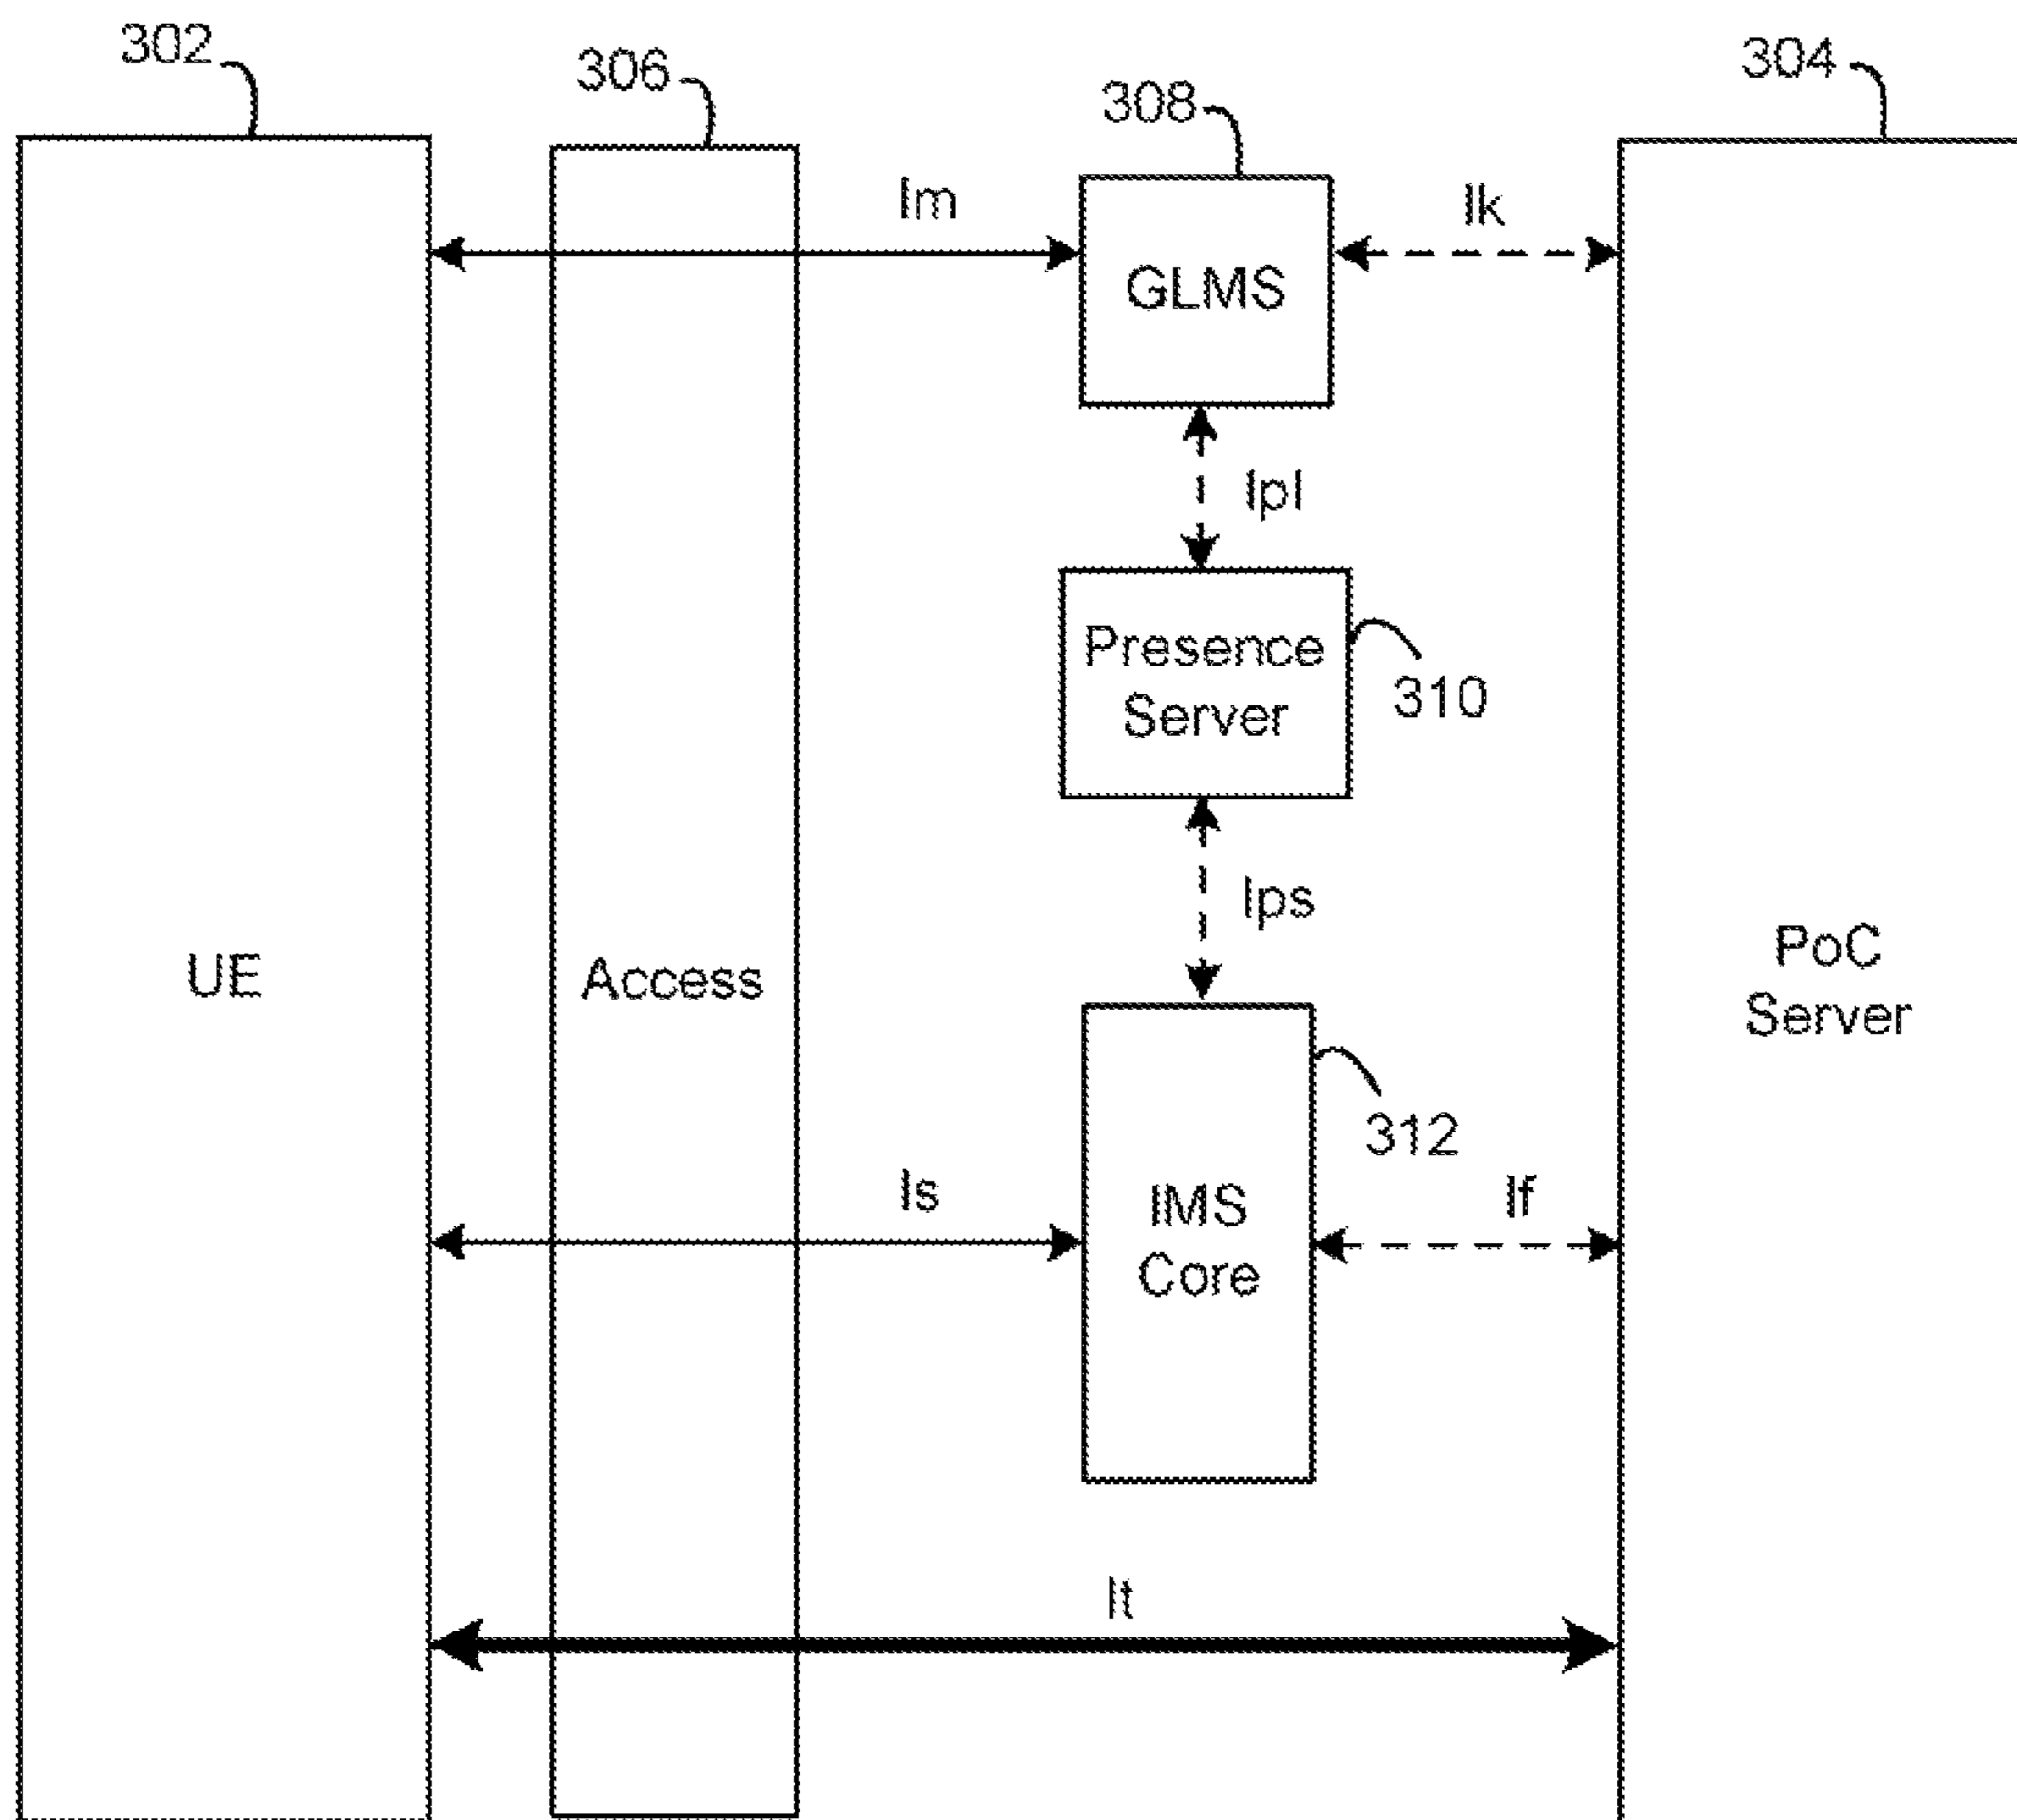 302
306
308
304
Im
Ik
GLMS
Ipl
Presence
Server
310
Ips
UE
Access
PoC
Server
312
Is
IMS
Core
If
It